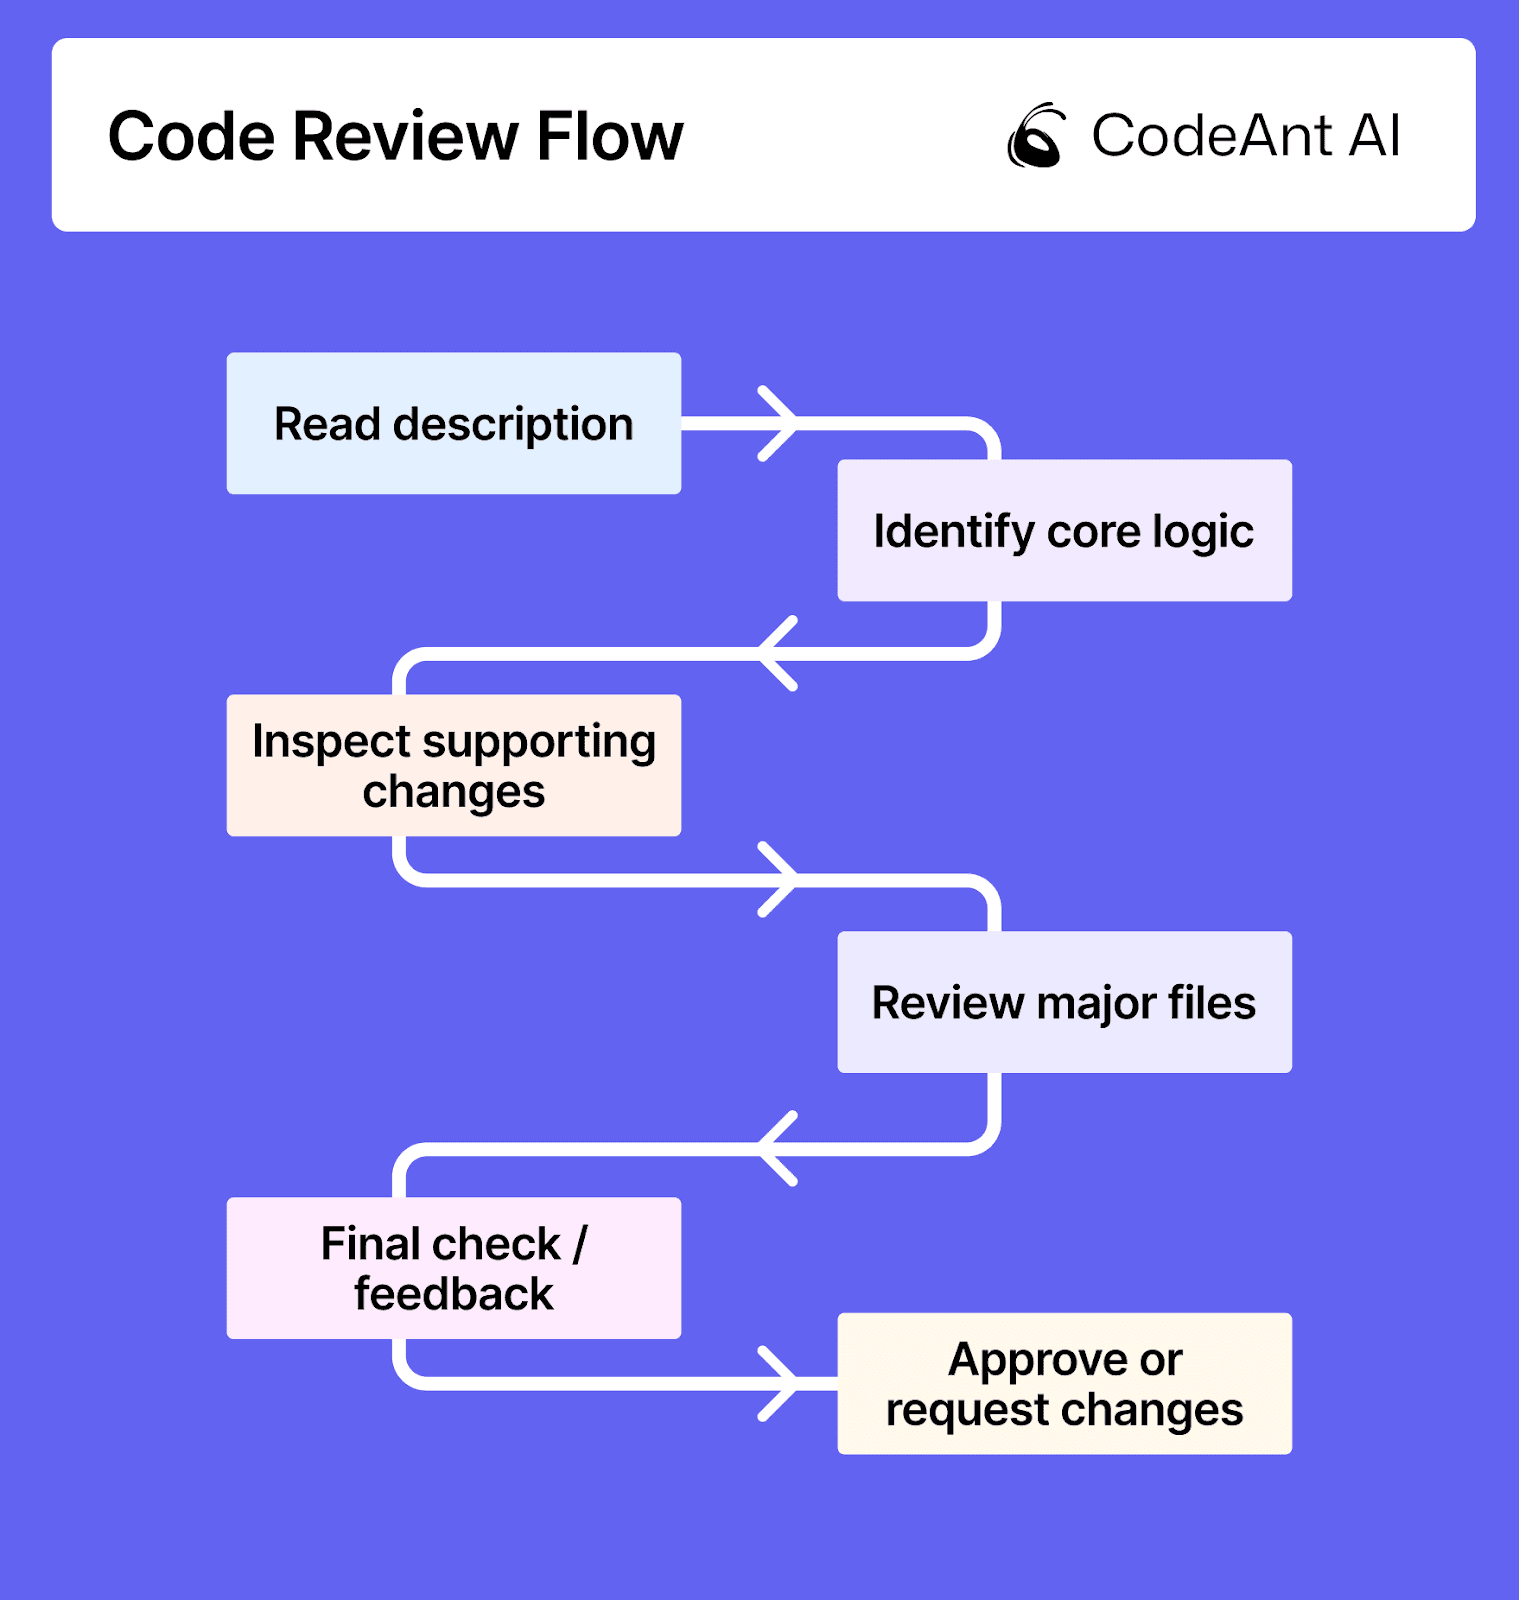 Code Review Flow
CodeAnt AI
Read description
Identify core logic
Inspect supporting
changes
Review major files
Final check /
feedback
Approve or
request changes